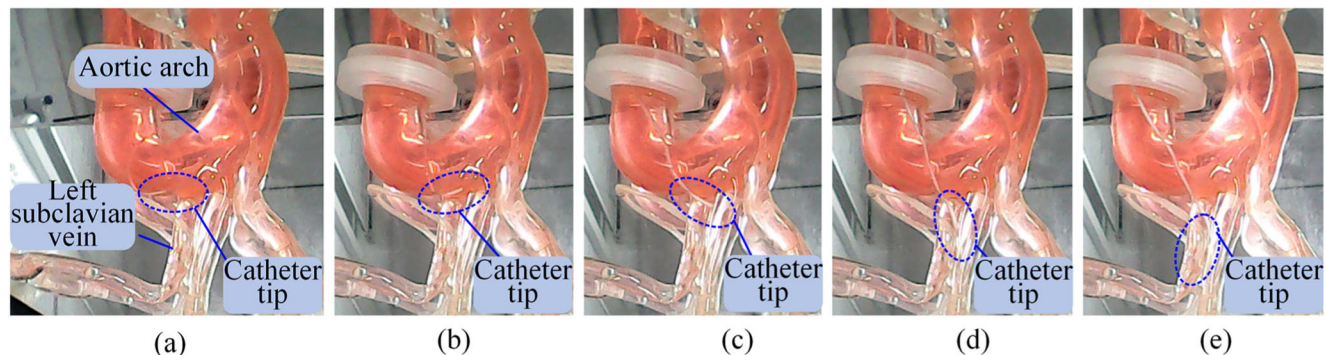 Aortic arch
Left
subclavian
vein
Catheter
tip
Catheter
tip
Catheter
tip
Catheter
tip
Catheter
tip
(a)
(b)
(c)
(d)
(e)